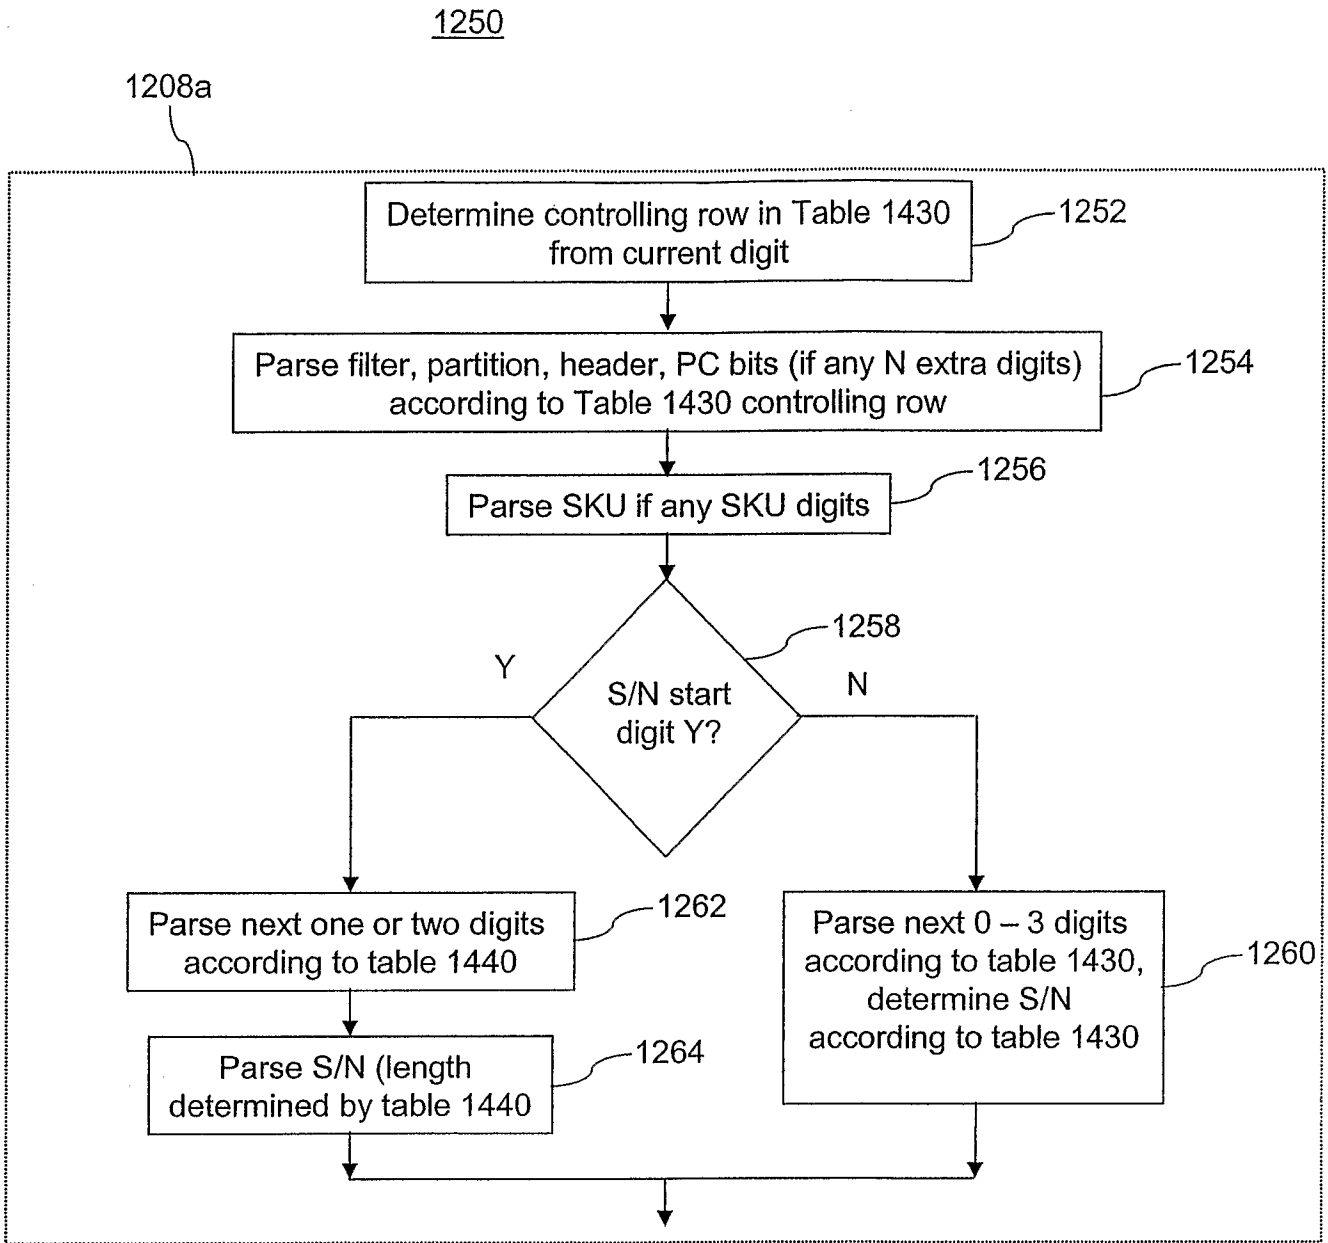 1250
1208a
Determine controlling row in Table 1430
from current digit
1252
Parse filter, partition, header, PC bits (if any N extra digits)
according to Table 1430 controlling row
1254
Parse SKU if any SKU digits
1256
S/N start
digit Y?
1258
Y
N
Parse next one or two digits
according to table 1440
1262
Parse next 0 – 3 digits
according to table 1430,
determine S/N
according to table 1430
1260
Parse S/N (length
determined by table 1440
1264